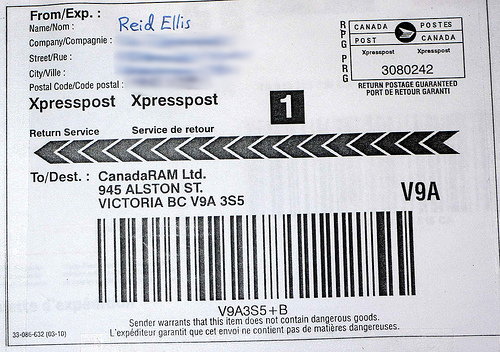 From/Exp. :
Name/Nom : Reid Ellis
Company/Compagnie :
Street/Rue :
City/Ville :
Postal Code/Code postal :
RPG PRG
CANADA POSTES
POST CANADA
Xpresspost Xpresspost
3080242
RETURN POSTAGE GUARANTEED
PORT DE RETOUR GARANTI
Xpresspost Xpresspost
1
Return Service Service de retour
To/Dest. : CanadaRAM Ltd.
945 ALSTON ST.
VICTORIA BC V9A 3S5
V9A
V9A3S5+B
Sender warrants that this item does not contain dangerous goods.
L'expéditeur garantit que cet envoi ne contient pas de matières dangereuses.
33-086-632 (03-10)